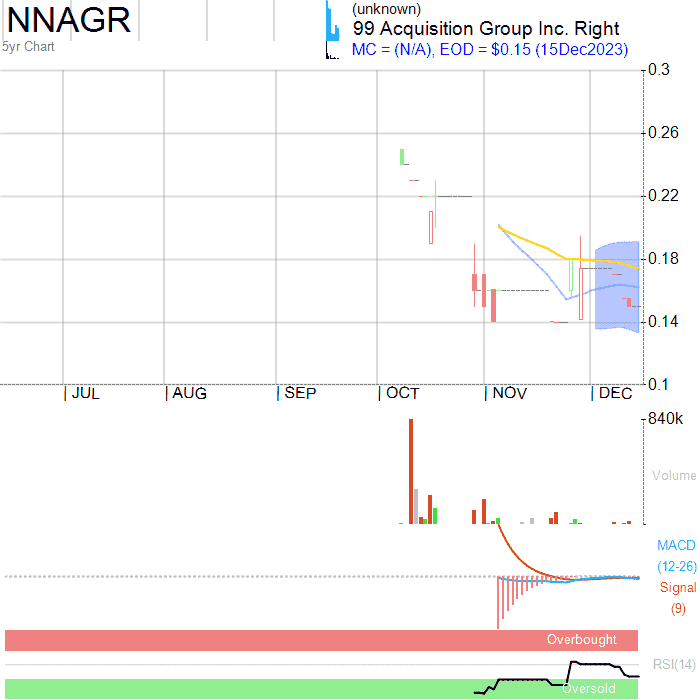 NNAGR
5yr Chart
(unknown)
99 Acquisition Group Inc. Right
MC = (N/A), EOD = $0.15 (15Dec2023)
0.3
0.26
0.22
0.18
0.14
0.1
JUL AUG SEP OCT NOV DEC
840k
Volume
MACD
(12-26)
Signal
(9)
Overbought
RSI(14)
Oversold